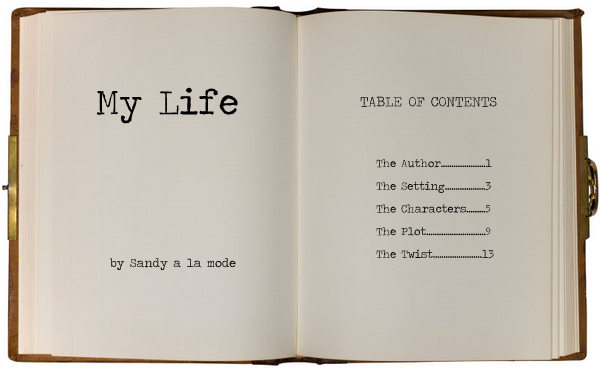 My Life
by Sandy a la mode
TABLE OF CONTENTS
The Author......................1
The Setting....................3
The Characters.........5
The Plot.............................9
The Twist........................13